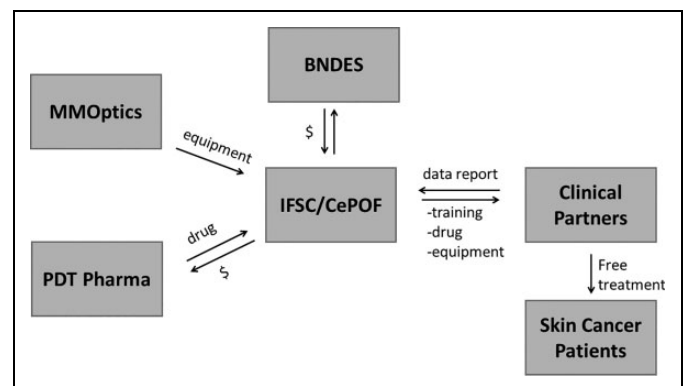 BNDES
MMOptics
equipment
$
IFSC/CePOF
data report
-training
-drug
-equipment
Clinical
Partners
drug
$
PDT Pharma
Free
treatment
Skin Cancer
Patients